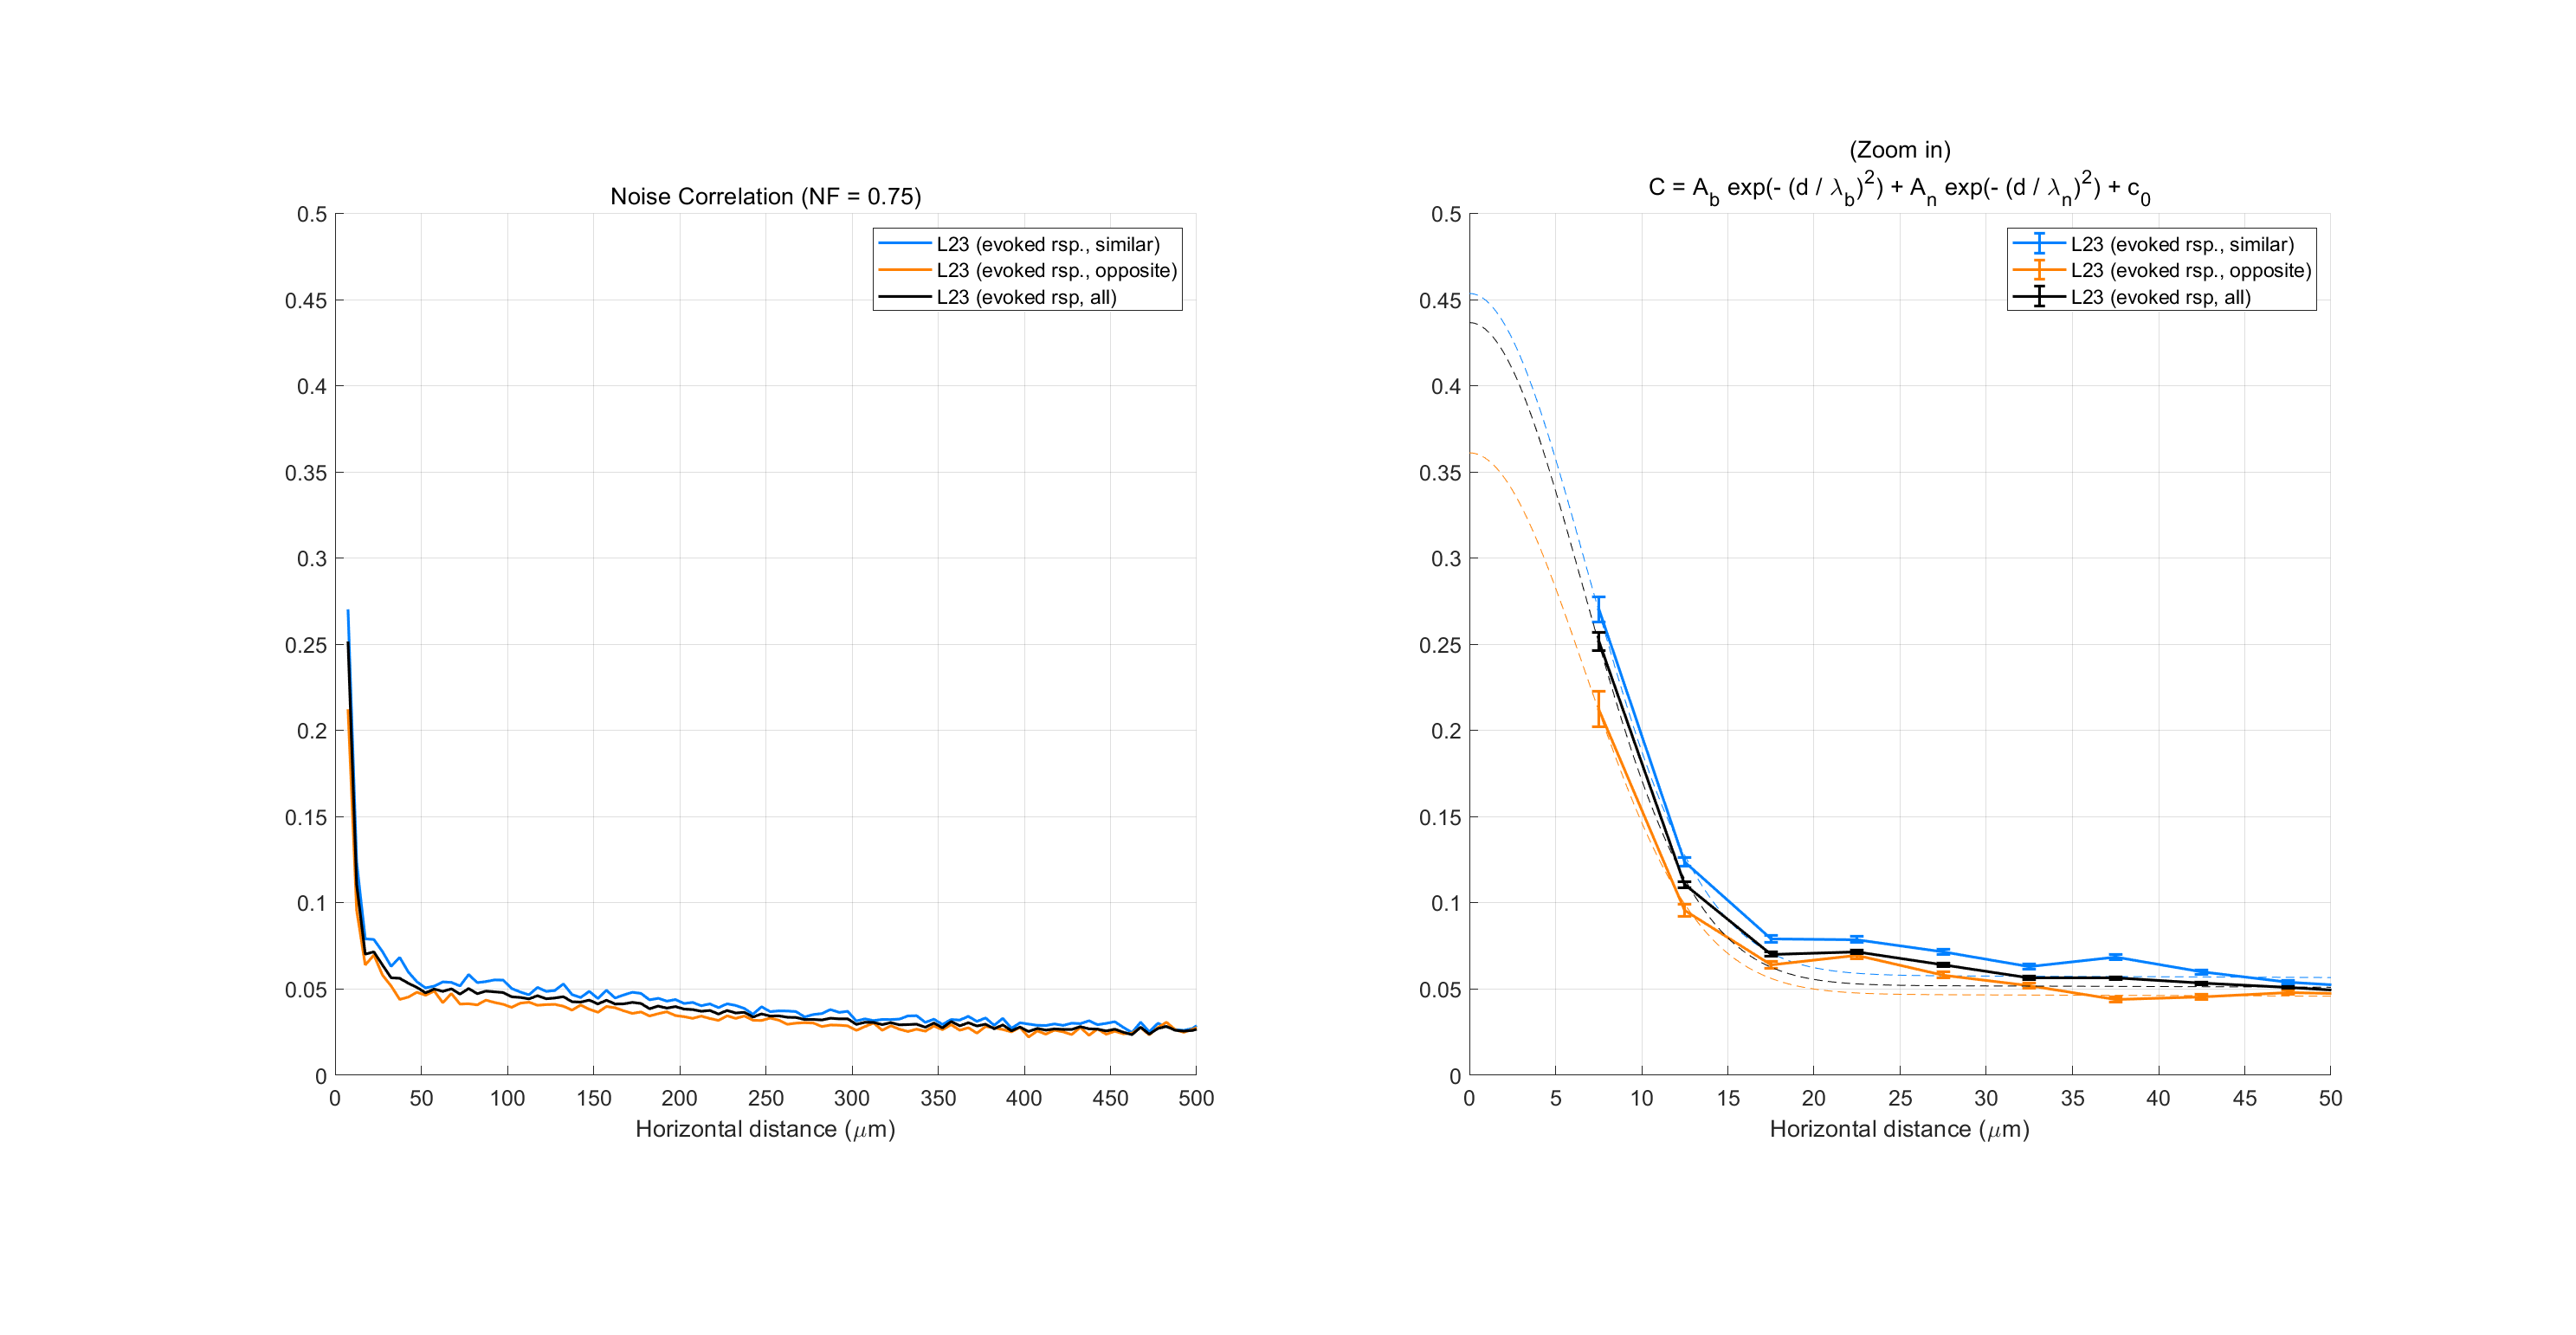 Noise Correlation (NF = 0.75)
0.5
0.45
0.4
0.35
0.3
0.25
0.2
0.15
0.1
0.05
0
0 50 100 150 200 250 300 350 400 450 500
Horizontal distance (μm)
L23 (evoked rsp., similar)
L23 (evoked rsp., opposite)
L23 (evoked rsp, all)
(Zoom in)
C = A_b exp(- (d / λ_b)^2) + A_n exp(- (d / λ_n)^2) + c_0
0.5
0.45
0.4
0.35
0.3
0.25
0.2
0.15
0.1
0.05
0
0 5 10 15 20 25 30 35 40 45 50
Horizontal distance (μm)
L23 (evoked rsp., similar)
L23 (evoked rsp., opposite)
L23 (evoked rsp, all)